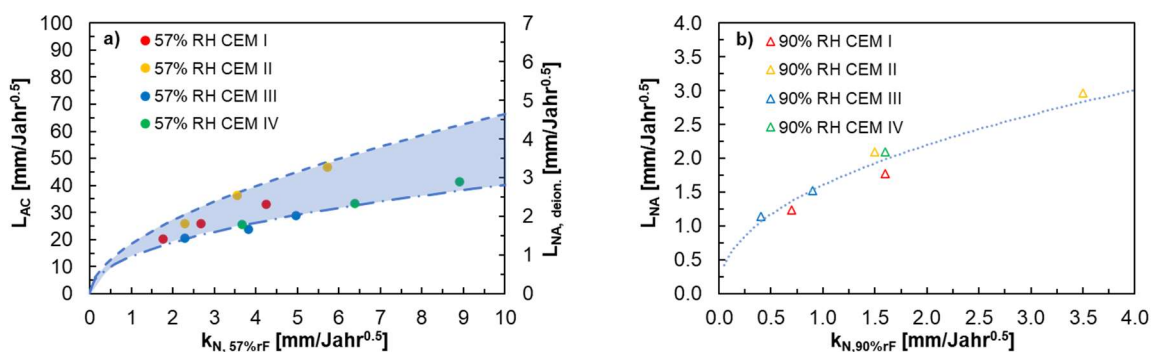 a)
57% RH CEM I
57% RH CEM II
57% RH CEM III
57% RH CEM IV
L_AC [mm/Jahr^0.5]
100
90
80
70
60
50
40
30
20
10
0
0 1 2 3 4 5 6 7 8 9 10
k_N, 57%rF [mm/Jahr^0.5]
7
6
5
4
3
2
1
0
L_NA, deion. [mm/Jahr^0.5]
b)
90% RH CEM I
90% RH CEM II
90% RH CEM III
90% RH CEM IV
L_NA [mm/Jahr^0.5]
4.0
3.5
3.0
2.5
2.0
1.5
1.0
0.5
0.0
0.0 0.5 1.0 1.5 2.0 2.5 3.0 3.5 4.0
k_N,90%rF [mm/Jahr^0.5]